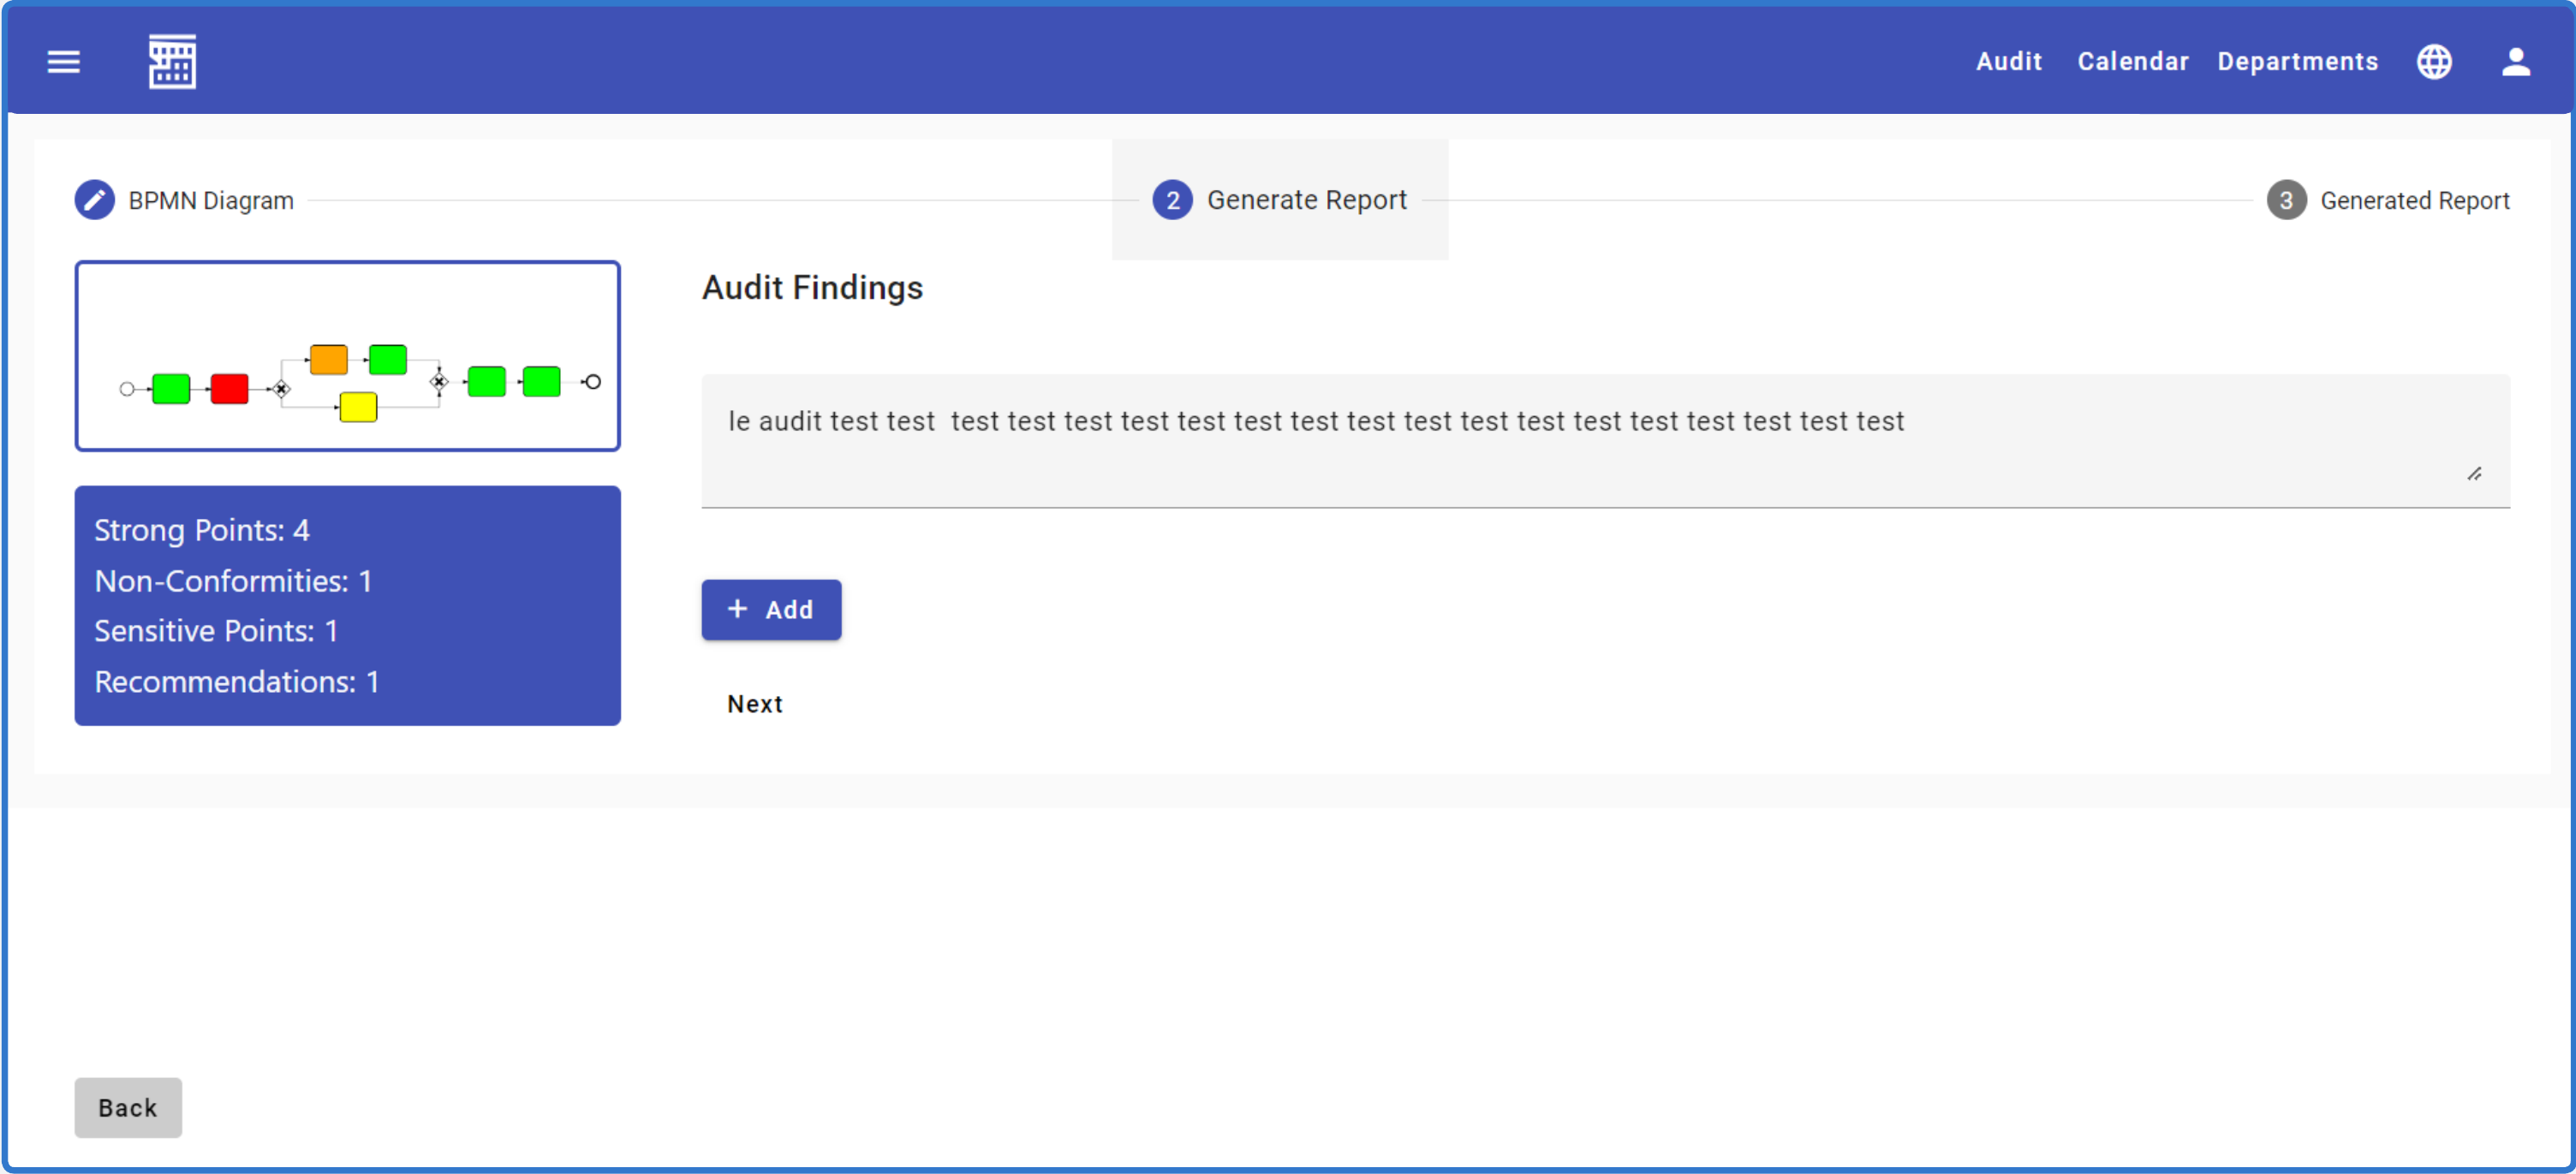 Audit Calendar Departments
BPMN Diagram
2 Generate Report
3 Generated Report
Audit Findings
le audit test test  test test test test test test test test test test test test test test test test test
Strong Points: 4
Non-Conformities: 1
Sensitive Points: 1
Recommendations: 1
+ Add
Next
Back